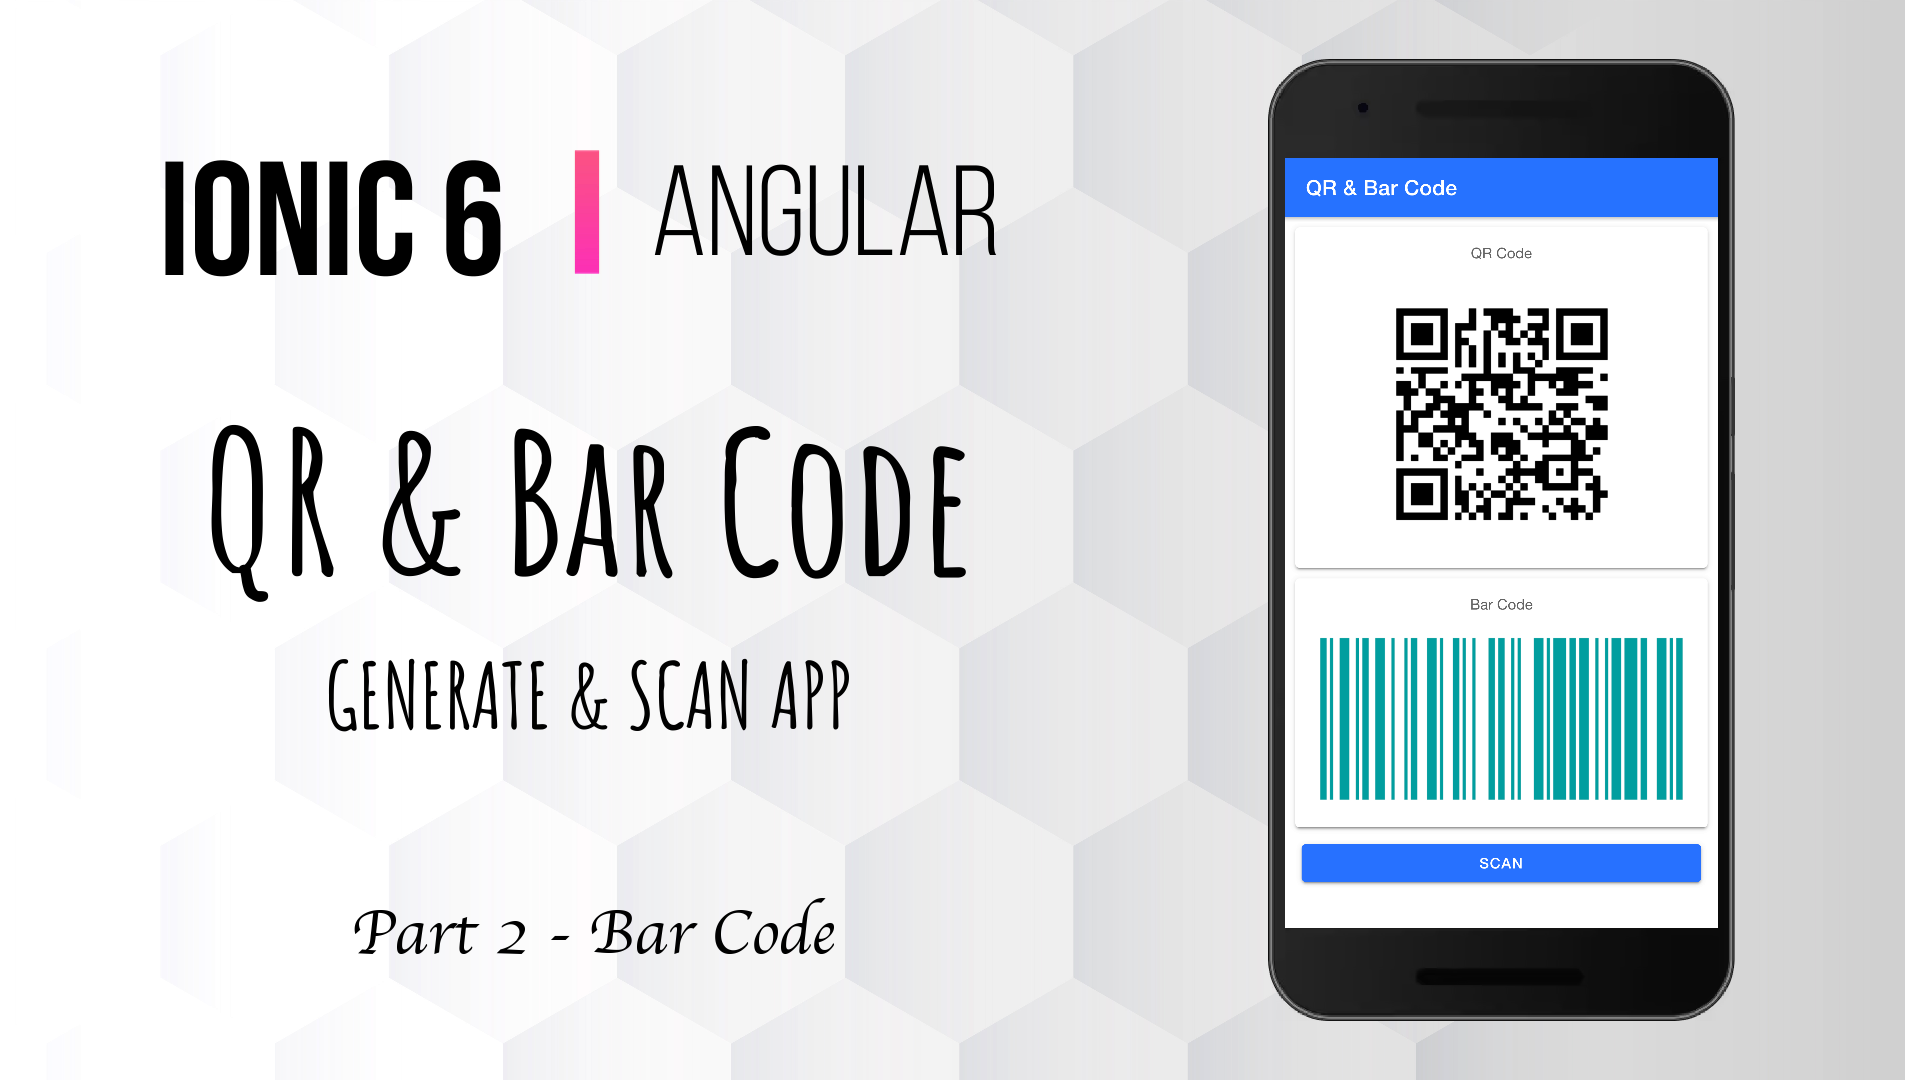 IONIC 6 | ANGULAR
QR & BAR CODE
GENERATE & SCAN APP
Part 2 - Bar Code
QR & Bar Code
QR Code
Bar Code
SCAN